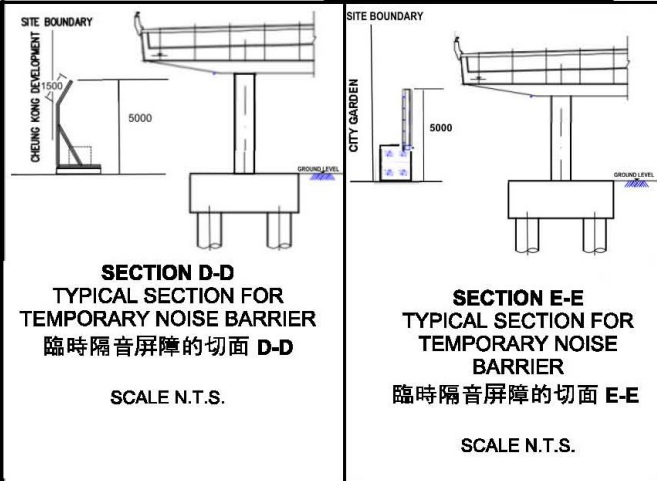 SITE BOUNDARY
CHEUNG KONG DEVELOPMENT
1500
5000
GROUND LEVEL
SECTION D-D
TYPICAL SECTION FOR
TEMPORARY NOISE BARRIER
臨時隔音屏障的切面 D-D
SCALE N.T.S.
SITE BOUNDARY
CITY GARDEN
5000
GROUND LEVEL
SECTION E-E
TYPICAL SECTION FOR
TEMPORARY NOISE
BARRIER
臨時隔音屏障的切面 E-E
SCALE N.T.S.